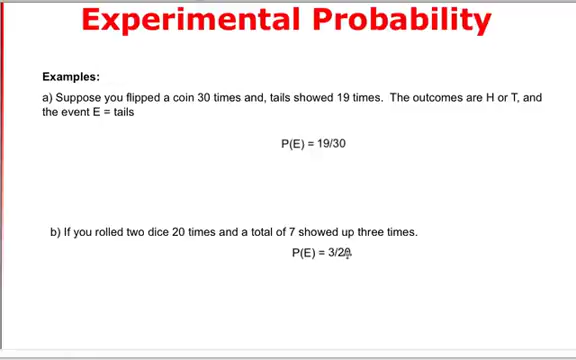 Experimental Probability
Examples:
a) Suppose you flipped a coin 30 times and, tails showed 19 times. The outcomes are H or T, and
the event E = tails
P(E) = 19/30
b) If you rolled two dice 20 times and a total of 7 showed up three times.
P(E) = 3/20